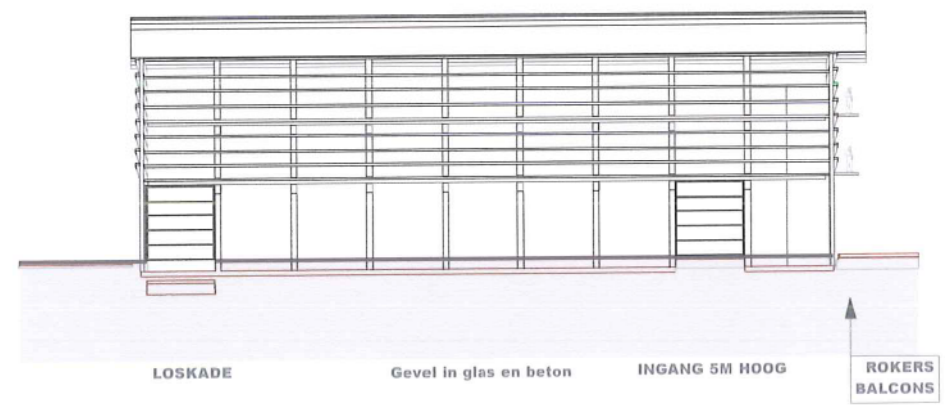 LOSKADE
Gevel in glas en beton
INGANG 5M HOOG
ROKERS
BALCONS